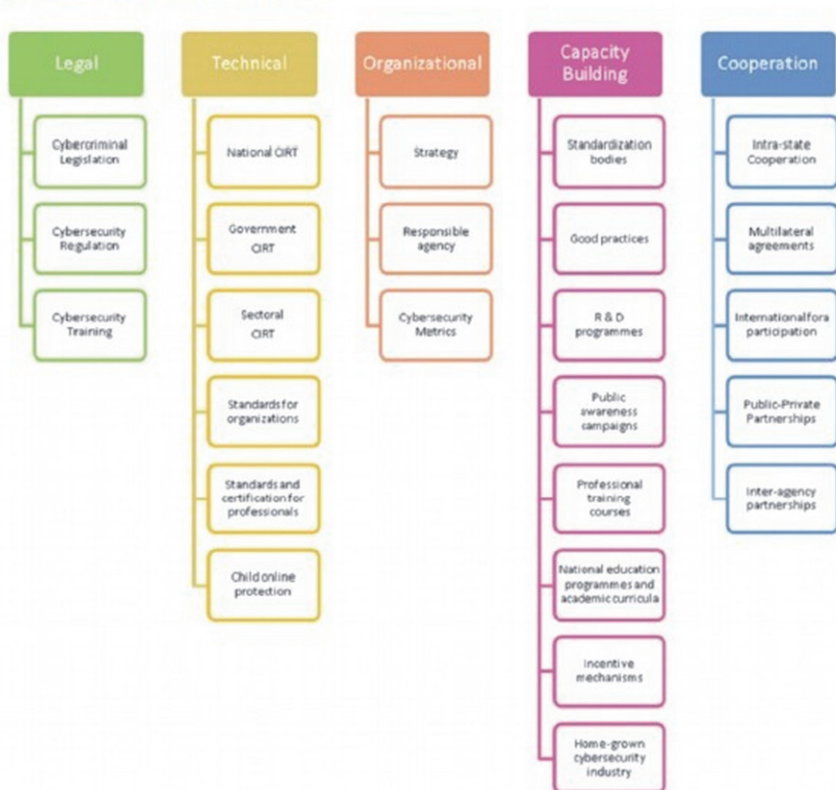 Legal
Cybercriminal
Legislation
Cybersecurity
Regulation
Cybersecurity
Training
Technical
National CIRT
Government
CIRT
Sectoral
CIRT
Standards for
organizations
Standards and
certification for
professionals
Child online
protection
Organizational
Strategy
Responsible
agency
Cybersecurity
Metrics
Capacity
Building
Standardization
bodies
Good practices
R & D
programmes
Public
awareness
campaigns
Professional
training
courses
National education
programmes and
academic curricula
Incentive
mechanisms
Home-grown
cybersecurity
industry
Cooperation
Intra-state
Cooperation
Multilateral
agreements
International fora
participation
Public-Private
Partnerships
Inter-agency
partnerships